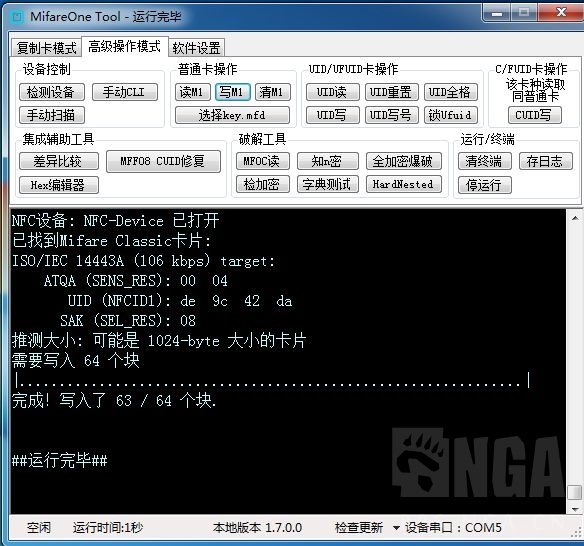 MifareOne Tool - 运行完毕
复制卡模式 高级操作模式 软件设置
设备控制 普通卡操作 UID/UFUID卡操作 C/FUID卡操作
检测设备 手动CLI 读M1 写M1 清M1 UID读 UID重置 UID全格 该卡种读取
同普通卡
手动扫描 选择key.mfd UID写 UID写号 锁Ufuid CUID写
集成辅助工具 破解工具 运行/终端
差异比较 MFF08 CUID修复 MFOC读 知n密 全加密爆破 清终端 存日志
Hex编辑器 检加密 字典测试 HardNested 停运行
NFC设备: NFC-Device 已打开
已找到Mifare Classic卡片:
ISO/IEC 14443A (106 kbps) target:
ATQA (SENS_RES): 00 04
UID (NFCID1): de 9c 42 da
SAK (SEL_RES): 08
推测大小: 可能是 1024-byte 大小的卡片
需要写入 64 个块
|................................................................|
完成! 写入了 63 / 64 个块.
##运行完毕##
NGA
空闲 运行时间:1秒 本地版本 1.7.0.0 检查更新 设备串口: COM5